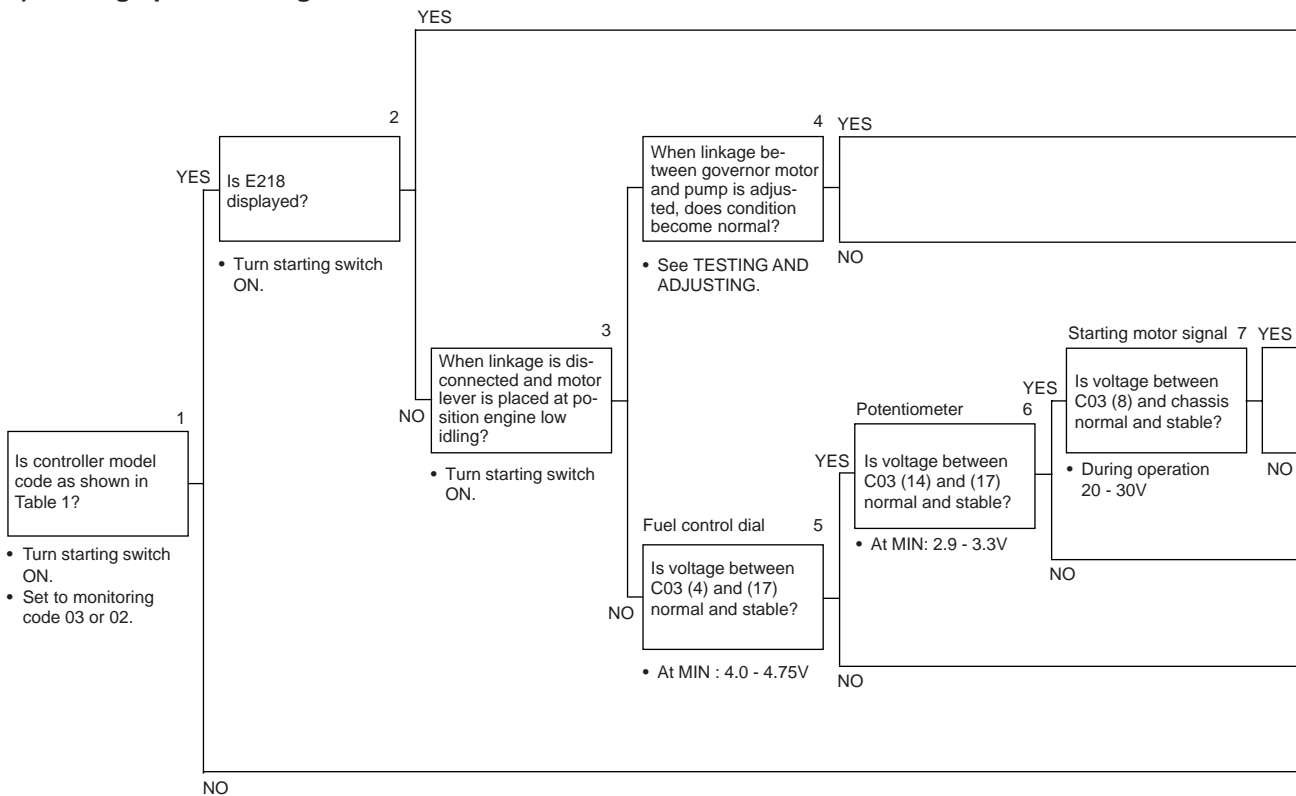 YES
2
4 YES
YES
Is E218
displayed?
• Turn starting switch
ON.
When linkage be-
tween governor motor
and pump is adjus-
ted, does condition
become normal?
NO
• See TESTING AND
ADJUSTING.
3
When linkage is dis-
connected and motor
lever is placed at po-
sition engine low
idling?
NO
• Turn starting switch
ON.
Starting motor signal 7 YES
YES
Is voltage between
C03 (8) and chassis
normal and stable?
NO
• During operation
20 - 30V
Potentiometer 6
YES
Is voltage between
C03 (14) and (17)
normal and stable?
• At MIN: 2.9 - 3.3V
NO
1
Is controller model
code as shown in
Table 1?
• Turn starting switch
ON.
• Set to monitoring
code 03 or 02.
Fuel control dial 5
Is voltage between
C03 (4) and (17)
normal and stable?
NO
• At MIN : 4.0 - 4.75V
NO
NO